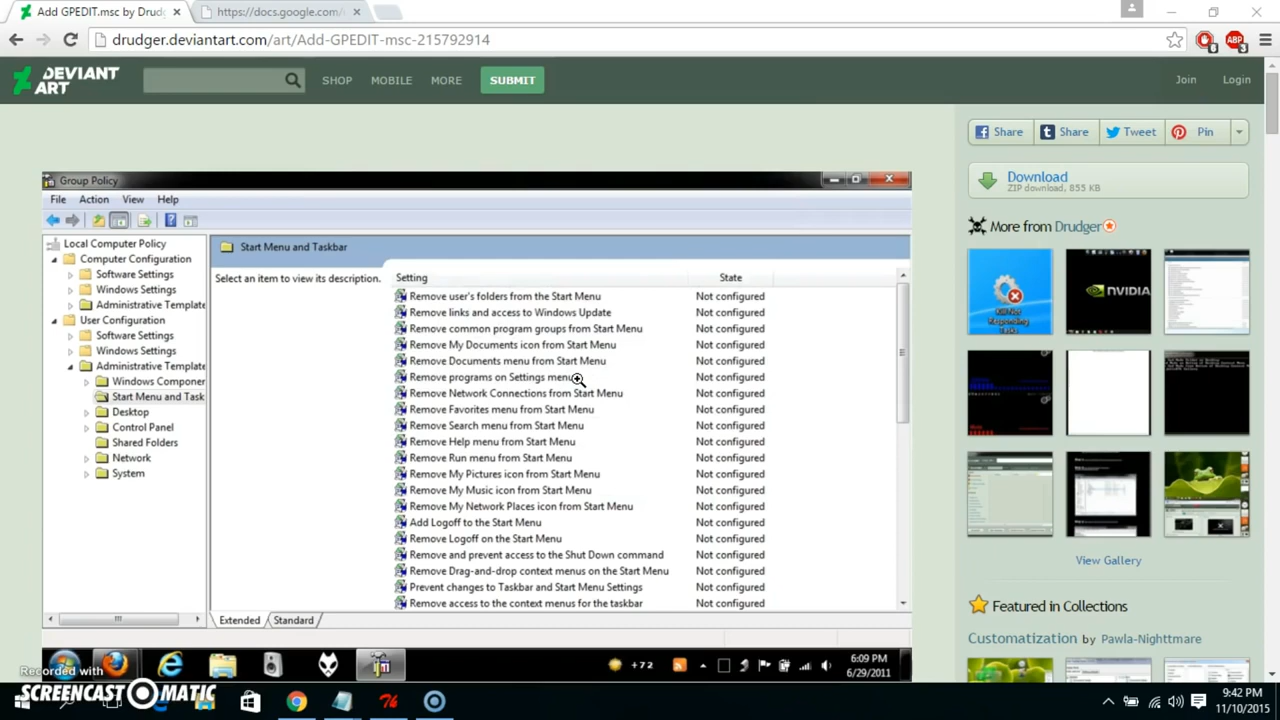 Add GPEDIT.msc by Drudg
https://docs.google.com/
drudger.deviantart.com/art/Add-GPEDIT-msc-215792914
6
ABP
3
DEVIANT
ART
SHOP
MOBILE
MORE
SUBMIT
Join
Login
Share
Share
Tweet
Pin
Download
ZIP download, 855 KB
More from Drudger
Kill Not
Responding
Tasks
NVIDIA
View Gallery
Featured in Collections
Customatization by Pawla-Nighttmare
Group Policy
File Action View Help
Local Computer Policy
Computer Configuration
Software Settings
Windows Settings
Administrative Template
User Configuration
Software Settings
Windows Settings
Administrative Template
Windows Componer
Start Menu and Task
Desktop
Control Panel
Shared Folders
Network
System
Start Menu and Taskbar
Select an item to view its description.
Setting State
Remove user's folders from the Start Menu Not configured
Remove links and access to Windows Update Not configured
Remove common program groups from Start Menu Not configured
Remove My Documents icon from Start Menu Not configured
Remove Documents menu from Start Menu Not configured
Remove programs on Settings menu Not configured
Remove Network Connections from Start Menu Not configured
Remove Favorites menu from Start Menu Not configured
Remove Search menu from Start Menu Not configured
Remove Help menu from Start Menu Not configured
Remove Run menu from Start Menu Not configured
Remove My Pictures icon from Start Menu Not configured
Remove My Music icon from Start Menu Not configured
Remove My Network Places icon from Start Menu Not configured
Add Logoff to the Start Menu Not configured
Remove Logoff on the Start Menu Not configured
Remove and prevent access to the Shut Down command Not configured
Remove Drag-and-drop context menus on the Start Menu Not configured
Prevent changes to Taskbar and Start Menu Settings Not configured
Remove access to the context menus for the taskbar Not configured
Extended Standard
+72
6:09 PM
6/29/2011
Recorded with
SCREENCAST MATIC
9:42 PM
11/10/2015